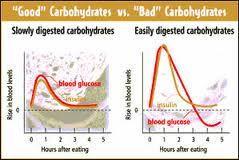 "Good" Carbohydrates vs. "Bad" Carbohydrates
Slowly digested carbohydrates
Easily digested carbohydrates
Rise in blood levels
blood glucose
insulin
0
0 1 2 3 4 5
Hours after eating
Rise in blood levels
insulin
blood glucose
0
0 1 2 3 4 5
Hours after eating